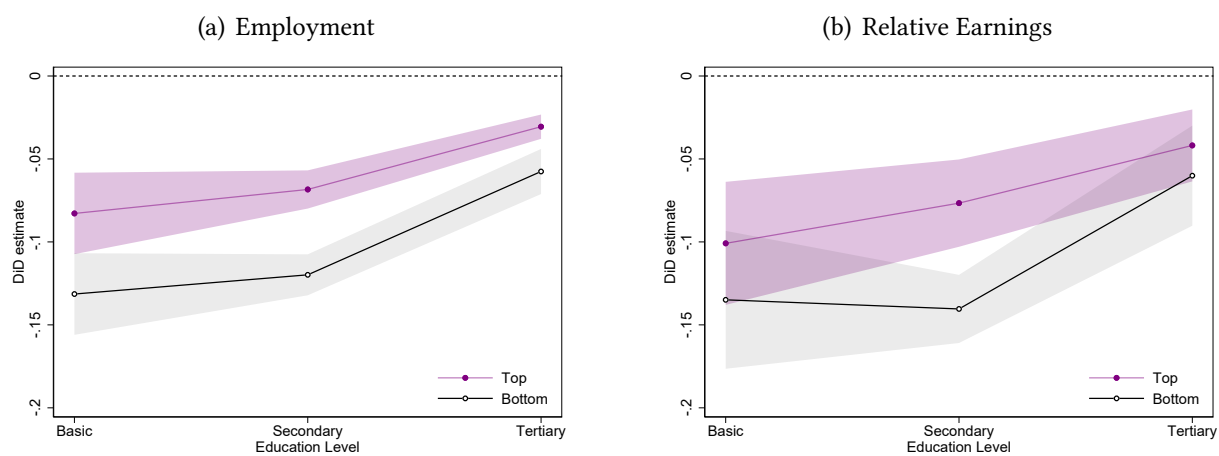 (a) Employment
0
-.05
-.1
-.15
-.2
DiD estimate
Top
Bottom
Basic
Secondary
Tertiary
Education Level
(b) Relative Earnings
0
-.05
-.1
-.15
-.2
DiD estimate
Top
Bottom
Basic
Secondary
Tertiary
Education Level